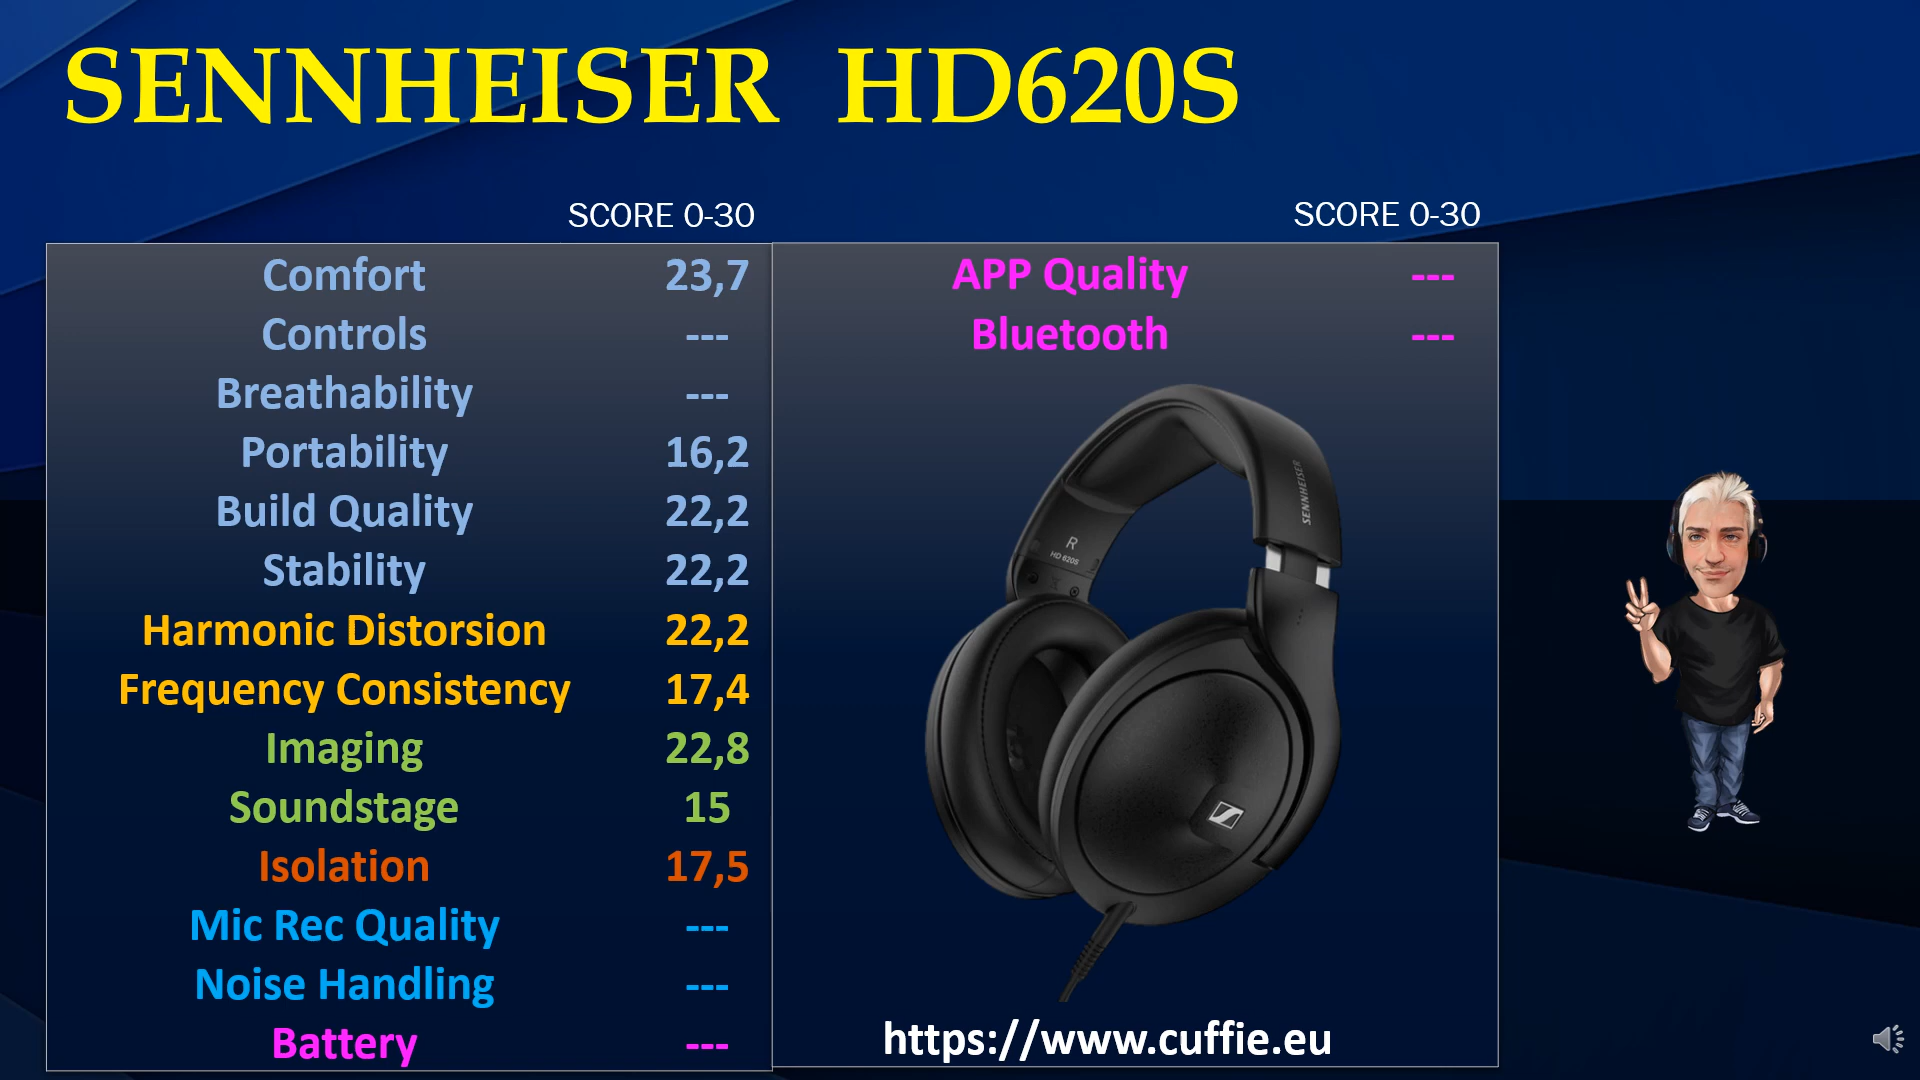 SENNHEISER HD620S
SCORE 0-30
SCORE 0-30
Comfort 23,7
Controls ---
Breathability ---
Portability 16,2
Build Quality 22,2
Stability 22,2
Harmonic Distorsion 22,2
Frequency Consistency 17,4
Imaging 22,8
Soundstage 15
Isolation 17,5
Mic Rec Quality ---
Noise Handling ---
Battery ---
APP Quality ---
Bluetooth ---
SENNHEISER
R
HD 620S
https://www.cuffie.eu